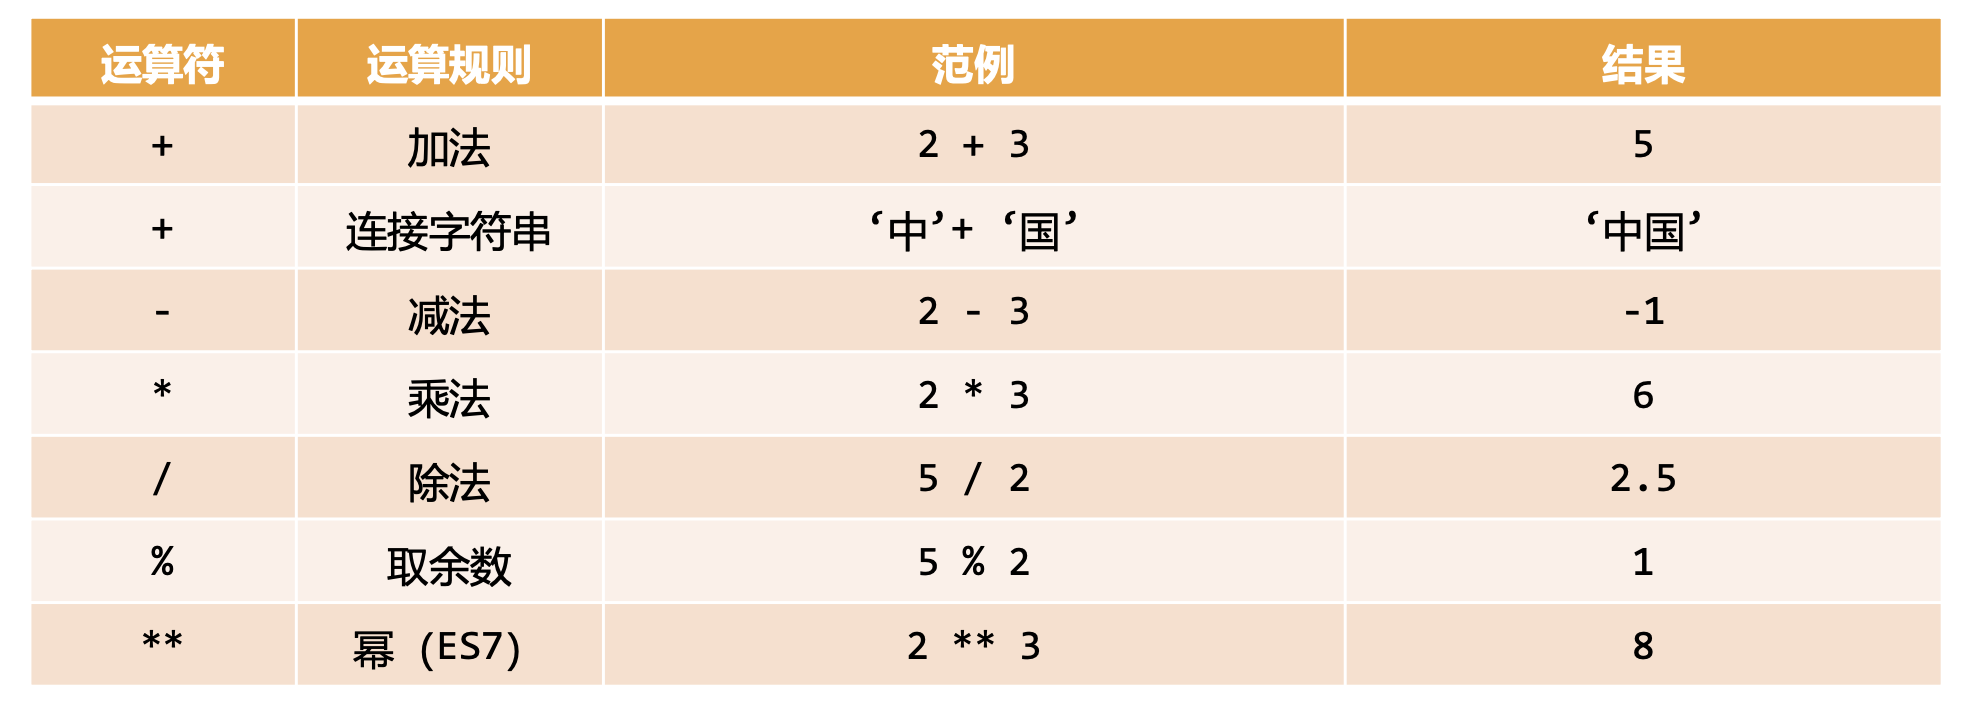 运算符 运算规则 范例 结果
+ 加法 2 + 3 5
+ 连接字符串 ‘中’+ ‘国’ ‘中国’
- 减法 2 - 3 -1
* 乘法 2 * 3 6
/ 除法 5 / 2 2.5
% 取余数 5 % 2 1
** 幂 (ES7) 2 ** 3 8